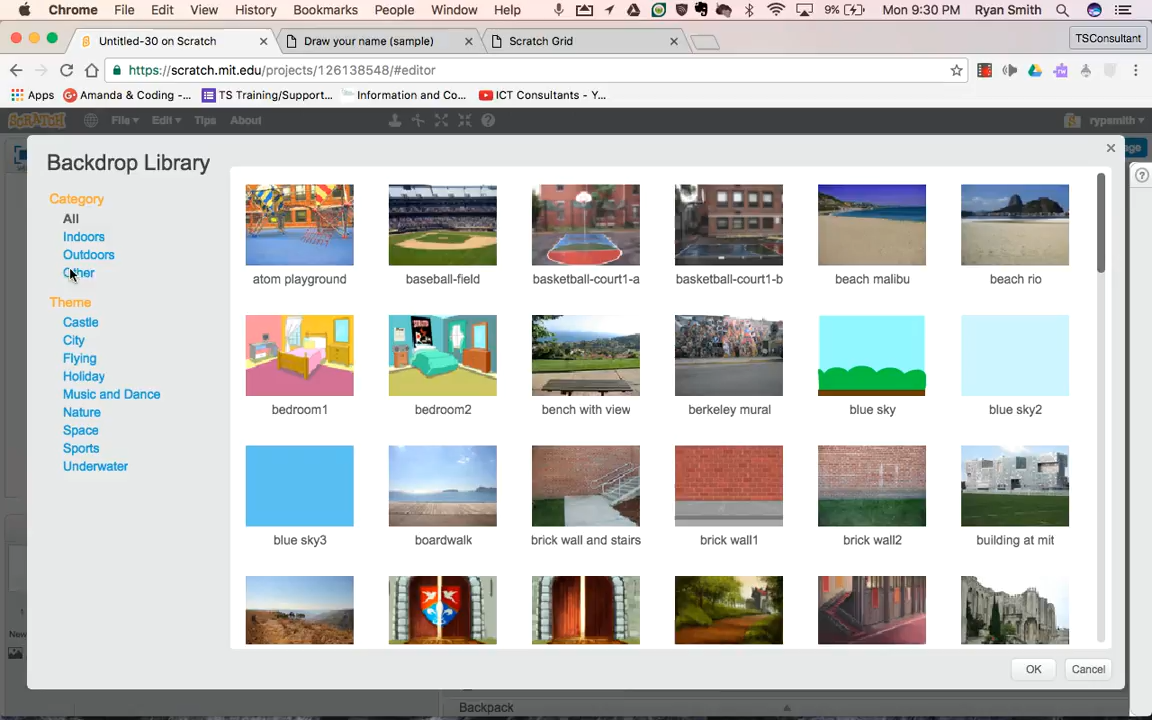 Chrome File Edit View History Bookmarks People Window Help 9% Mon 9:30 PM Ryan Smith
Untitled-30 on Scratch Draw your name (sample) Scratch Grid TSConsultant
https://scratch.mit.edu/projects/126138548/#editor
Apps Amanda & Coding -... TS Training/Support... Information and Co... ICT Consultants - Y...
SCRATCH File Edit Tips About rypsmith
Backdrop Library
Category
All
Indoors
Outdoors
Other
Theme
Castle
City
Flying
Holiday
Music and Dance
Nature
Space
Sports
Underwater
atom playground baseball-field basketball-court1-a basketball-court1-b beach malibu beach rio
bedroom1 bedroom2 bench with view berkeley mural blue sky blue sky2
blue sky3 boardwalk brick wall and stairs brick wall1 brick wall2 building at mit
New
OK Cancel
Backpack